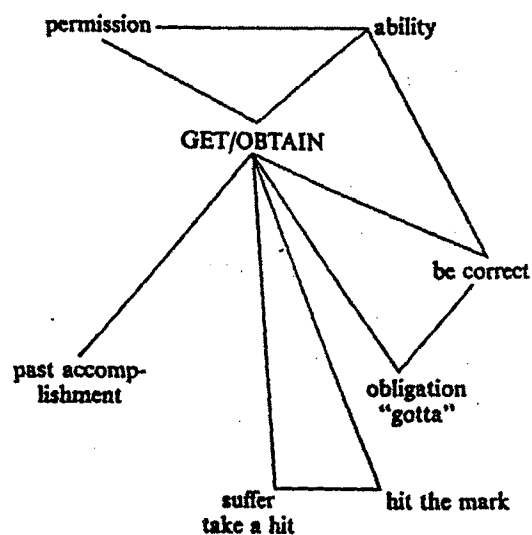 permission
ability
GET/OBTAIN
be correct
past accomp-
lishment
obligation
"gotta"
suffer
take a hit
hit the mark